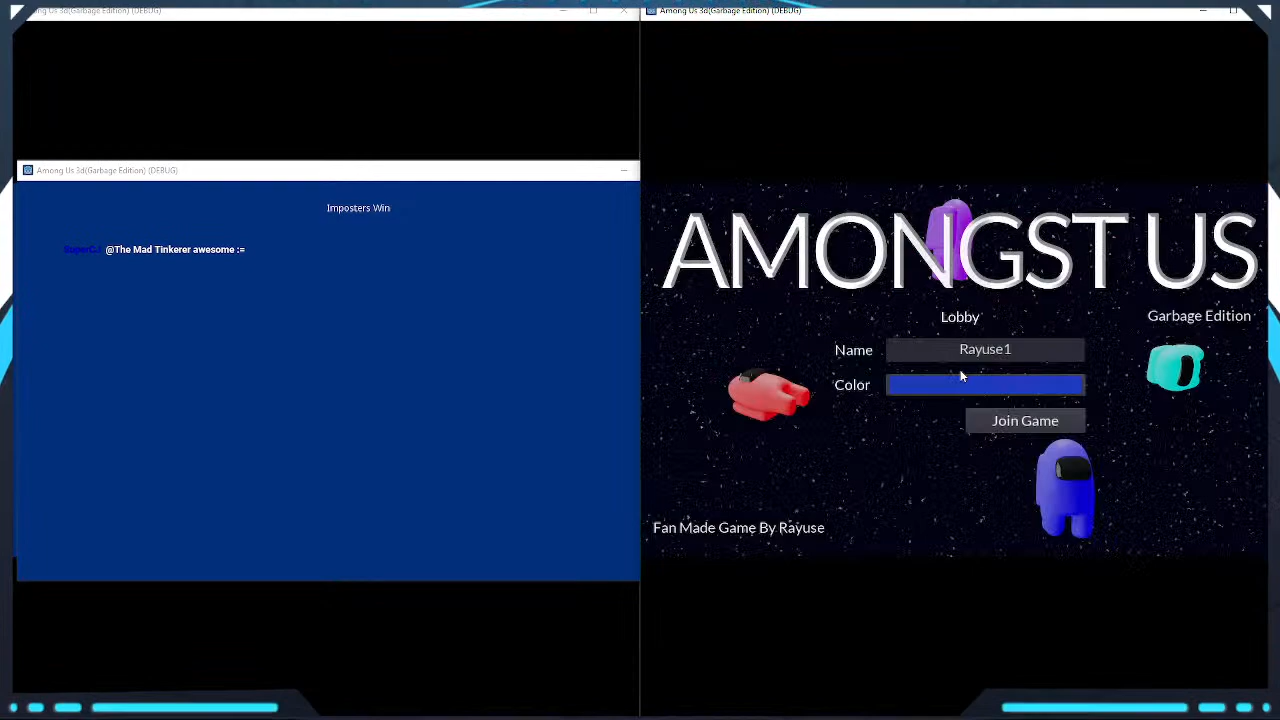 Among Us 3d(Garbage Edition) (DEBUG)
Among Us 3d(Garbage Edition) (DEBUG)
Imposters Win
@The Mad Tinkerer awesome :=
Among Us 3d(Garbage Edition) (DEBUG)
AMONGST US
Lobby
Garbage Edition
Name
Rayuse1
Color
Join Game
Fan Made Game By Rayuse